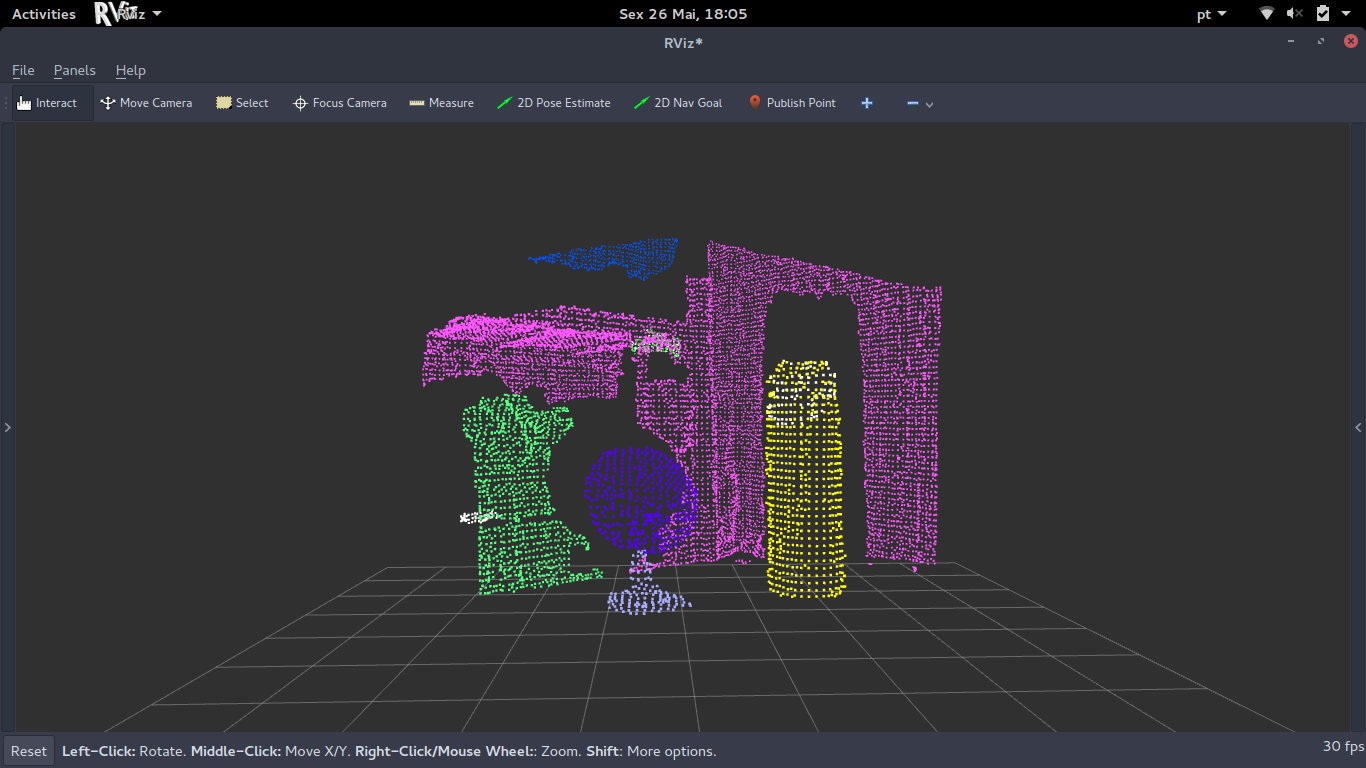 Activities RViz Sex 26 Mai, 18:05 pt
RViz*
File Panels Help
Interact Move Camera Select Focus Camera Measure 2D Pose Estimate 2D Nav Goal Publish Point
Reset Left-Click: Rotate. Middle-Click: Move X/Y. Right-Click/Mouse Wheel:: Zoom. Shift: More options. 30 fps